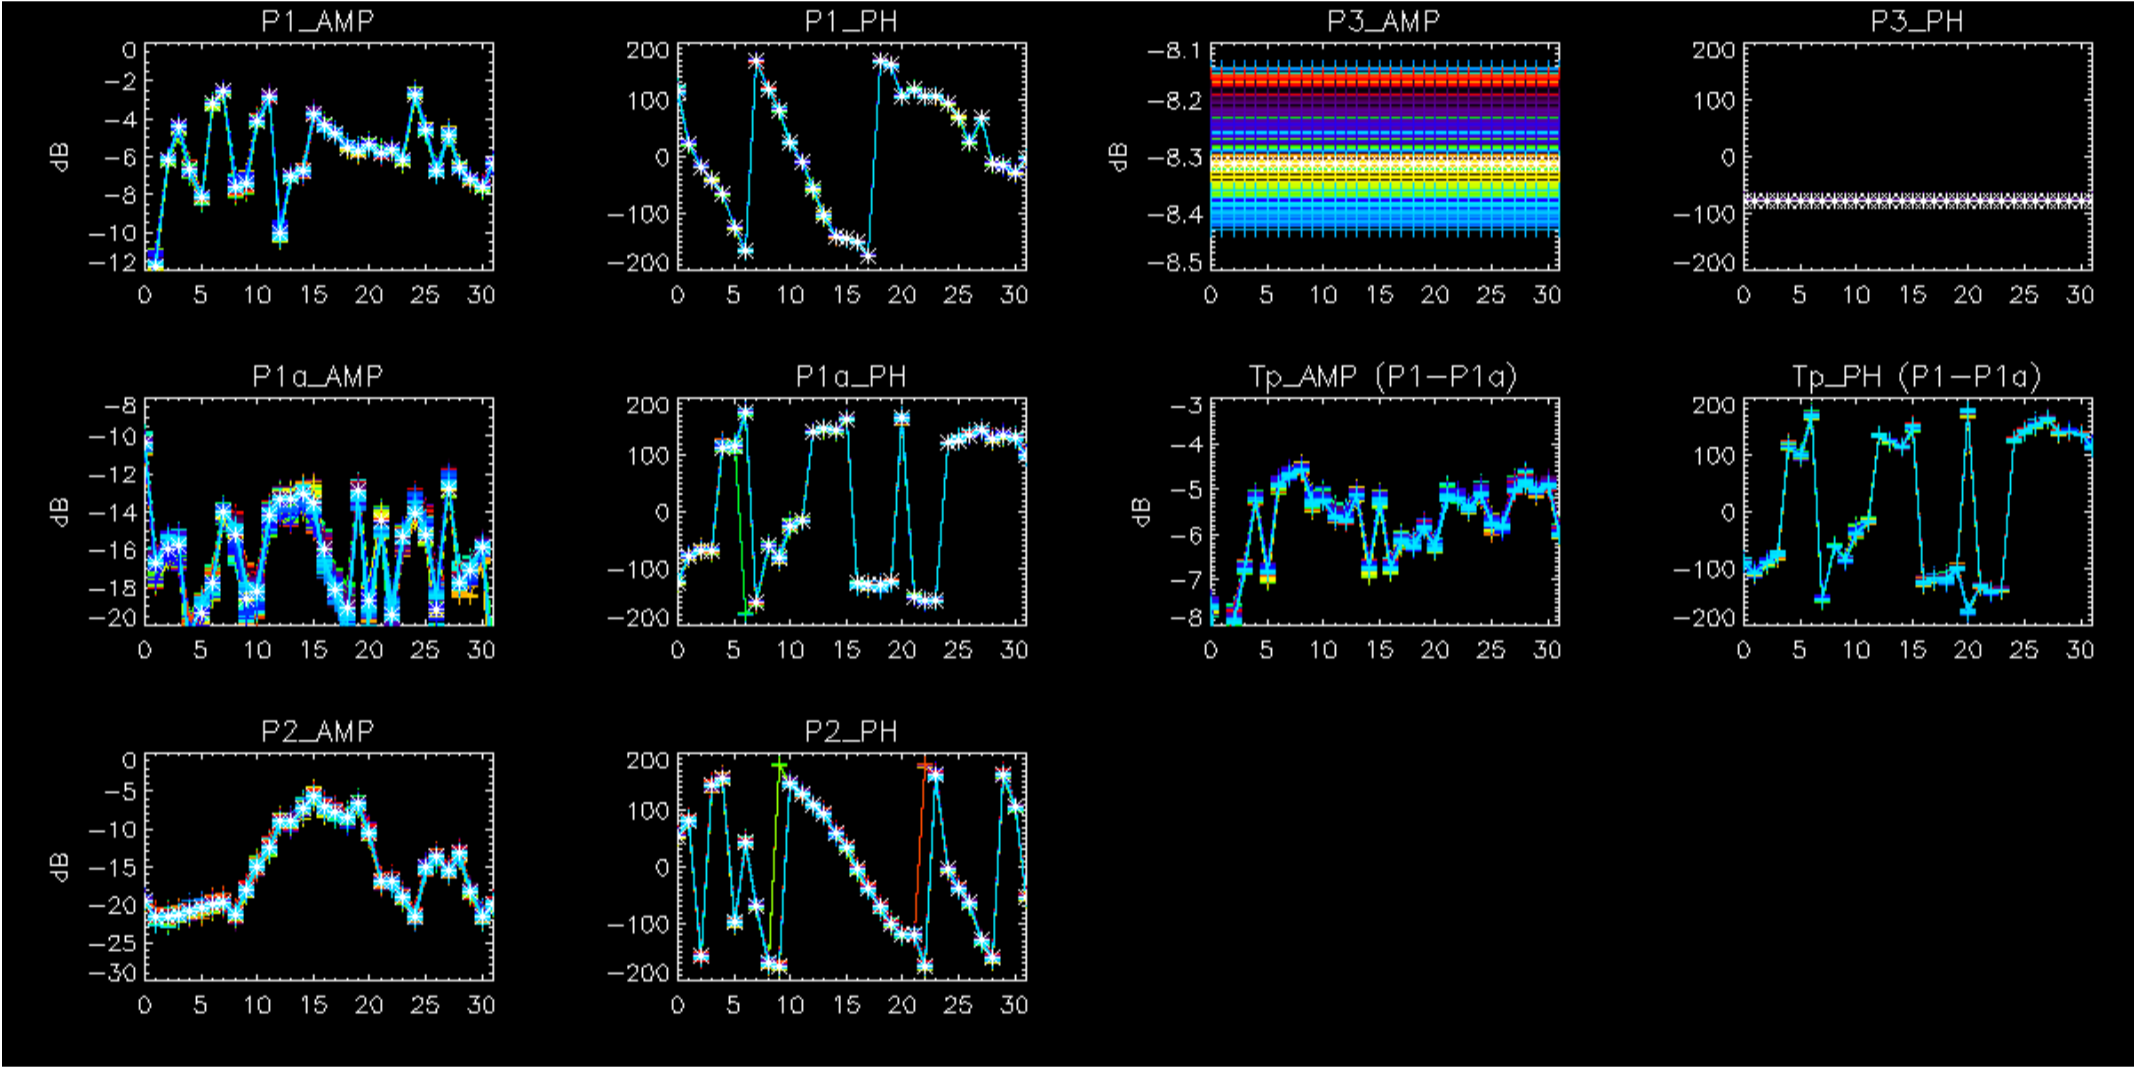 P1_AMP P1_PH P3_AMP P3_PH
0 200 -8.1 200
-2 100 -8.2 100
-4 0 -8.3 0
-6 -100 -8.4 -100
-8 -200 -8.5 -200
-10
-12
dB dB
0 5 10 15 20 25 30 0 5 10 15 20 25 30 0 5 10 15 20 25 30 0 5 10 15 20 25 30
P1a_AMP P1a_PH Tp_AMP (P1-P1a) Tp_PH (P1-P1a)
-8 200 -3 200
-10 100 -4 100
-12 0 -5 0
-14 -100 -6 -100
-16 -200 -7 -200
-18 -8
-20
dB dB
0 5 10 15 20 25 30 0 5 10 15 20 25 30 0 5 10 15 20 25 30 0 5 10 15 20 25 30
P2_AMP P2_PH
0 200
-5 100
-10 0
-15 -100
-20 -200
-25
-30
dB
0 5 10 15 20 25 30 0 5 10 15 20 25 30